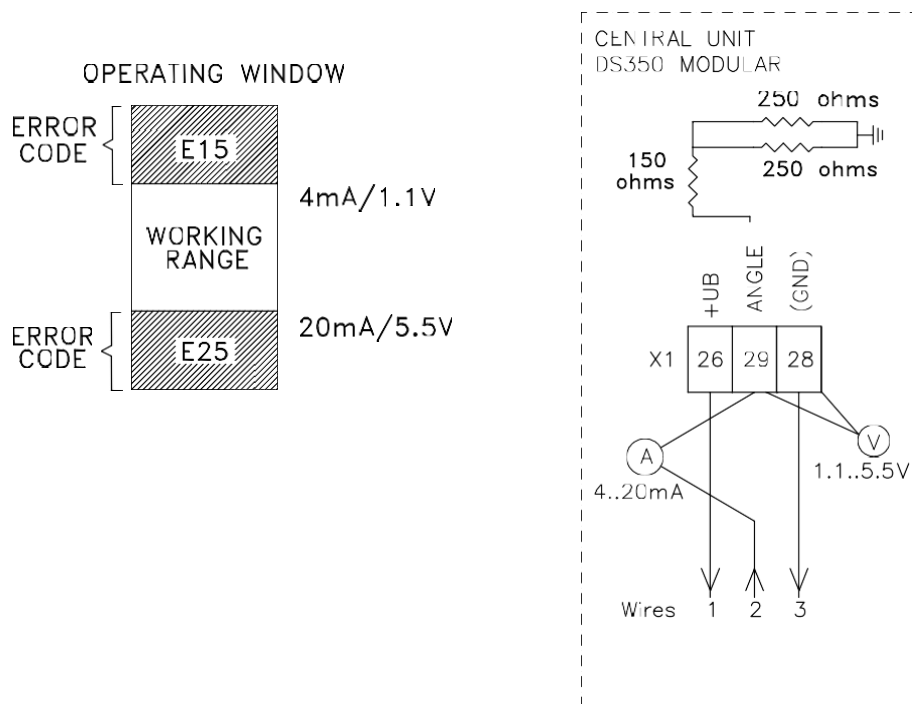 OPERATING WINDOW
ERROR
CODE
E15
4mA/1.1V
WORKING
RANGE
20mA/5.5V
ERROR
CODE
E25
CENTRAL UNIT
DS350 MODULAR
250 ohms
150
ohms
250 ohms
+UB
ANGLE
(GND)
X1 26 29 28
A
4..20mA
V
1.1..5.5V
Wires 1 2 3